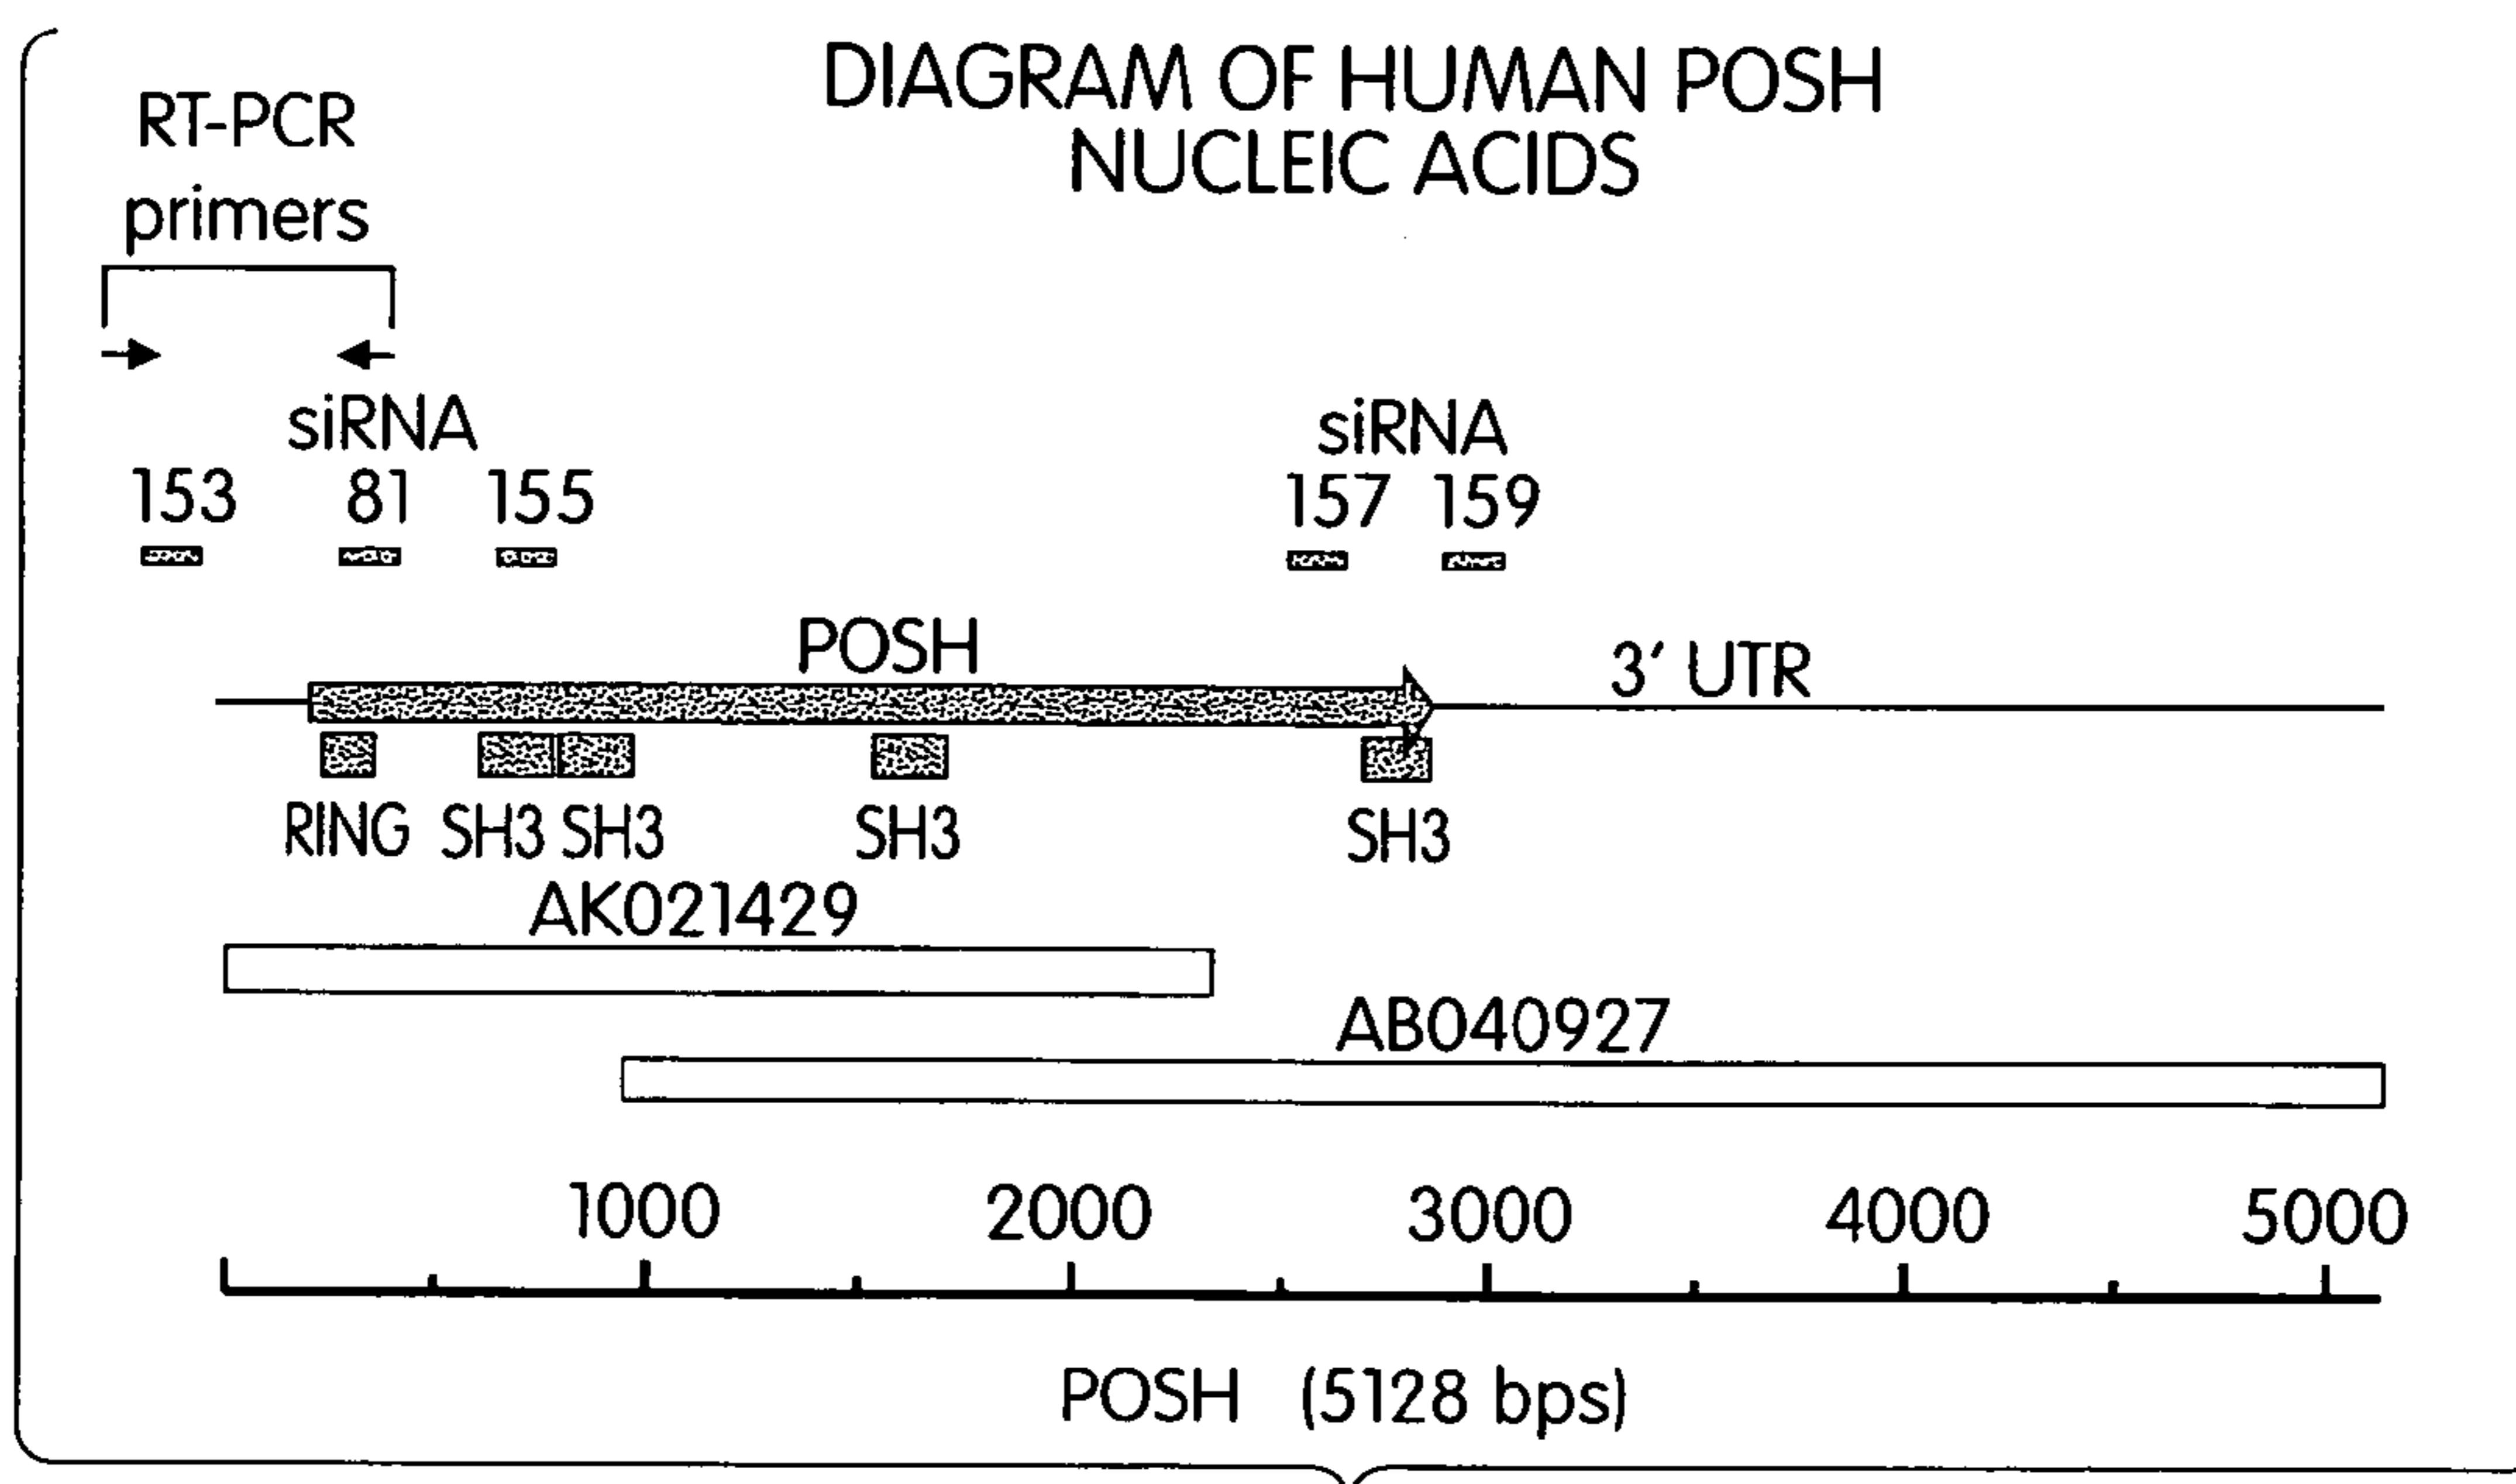 DIAGRAM OF HUMAN POSH
NUCLEIC ACIDS
RT-PCR
primers
siRNA
153 81 155
siRNA
157 159
POSH
3' UTR
RING SH3 SH3 SH3 SH3
AK021429
AB040927
1000 2000 3000 4000 5000
POSH (5128 bps)